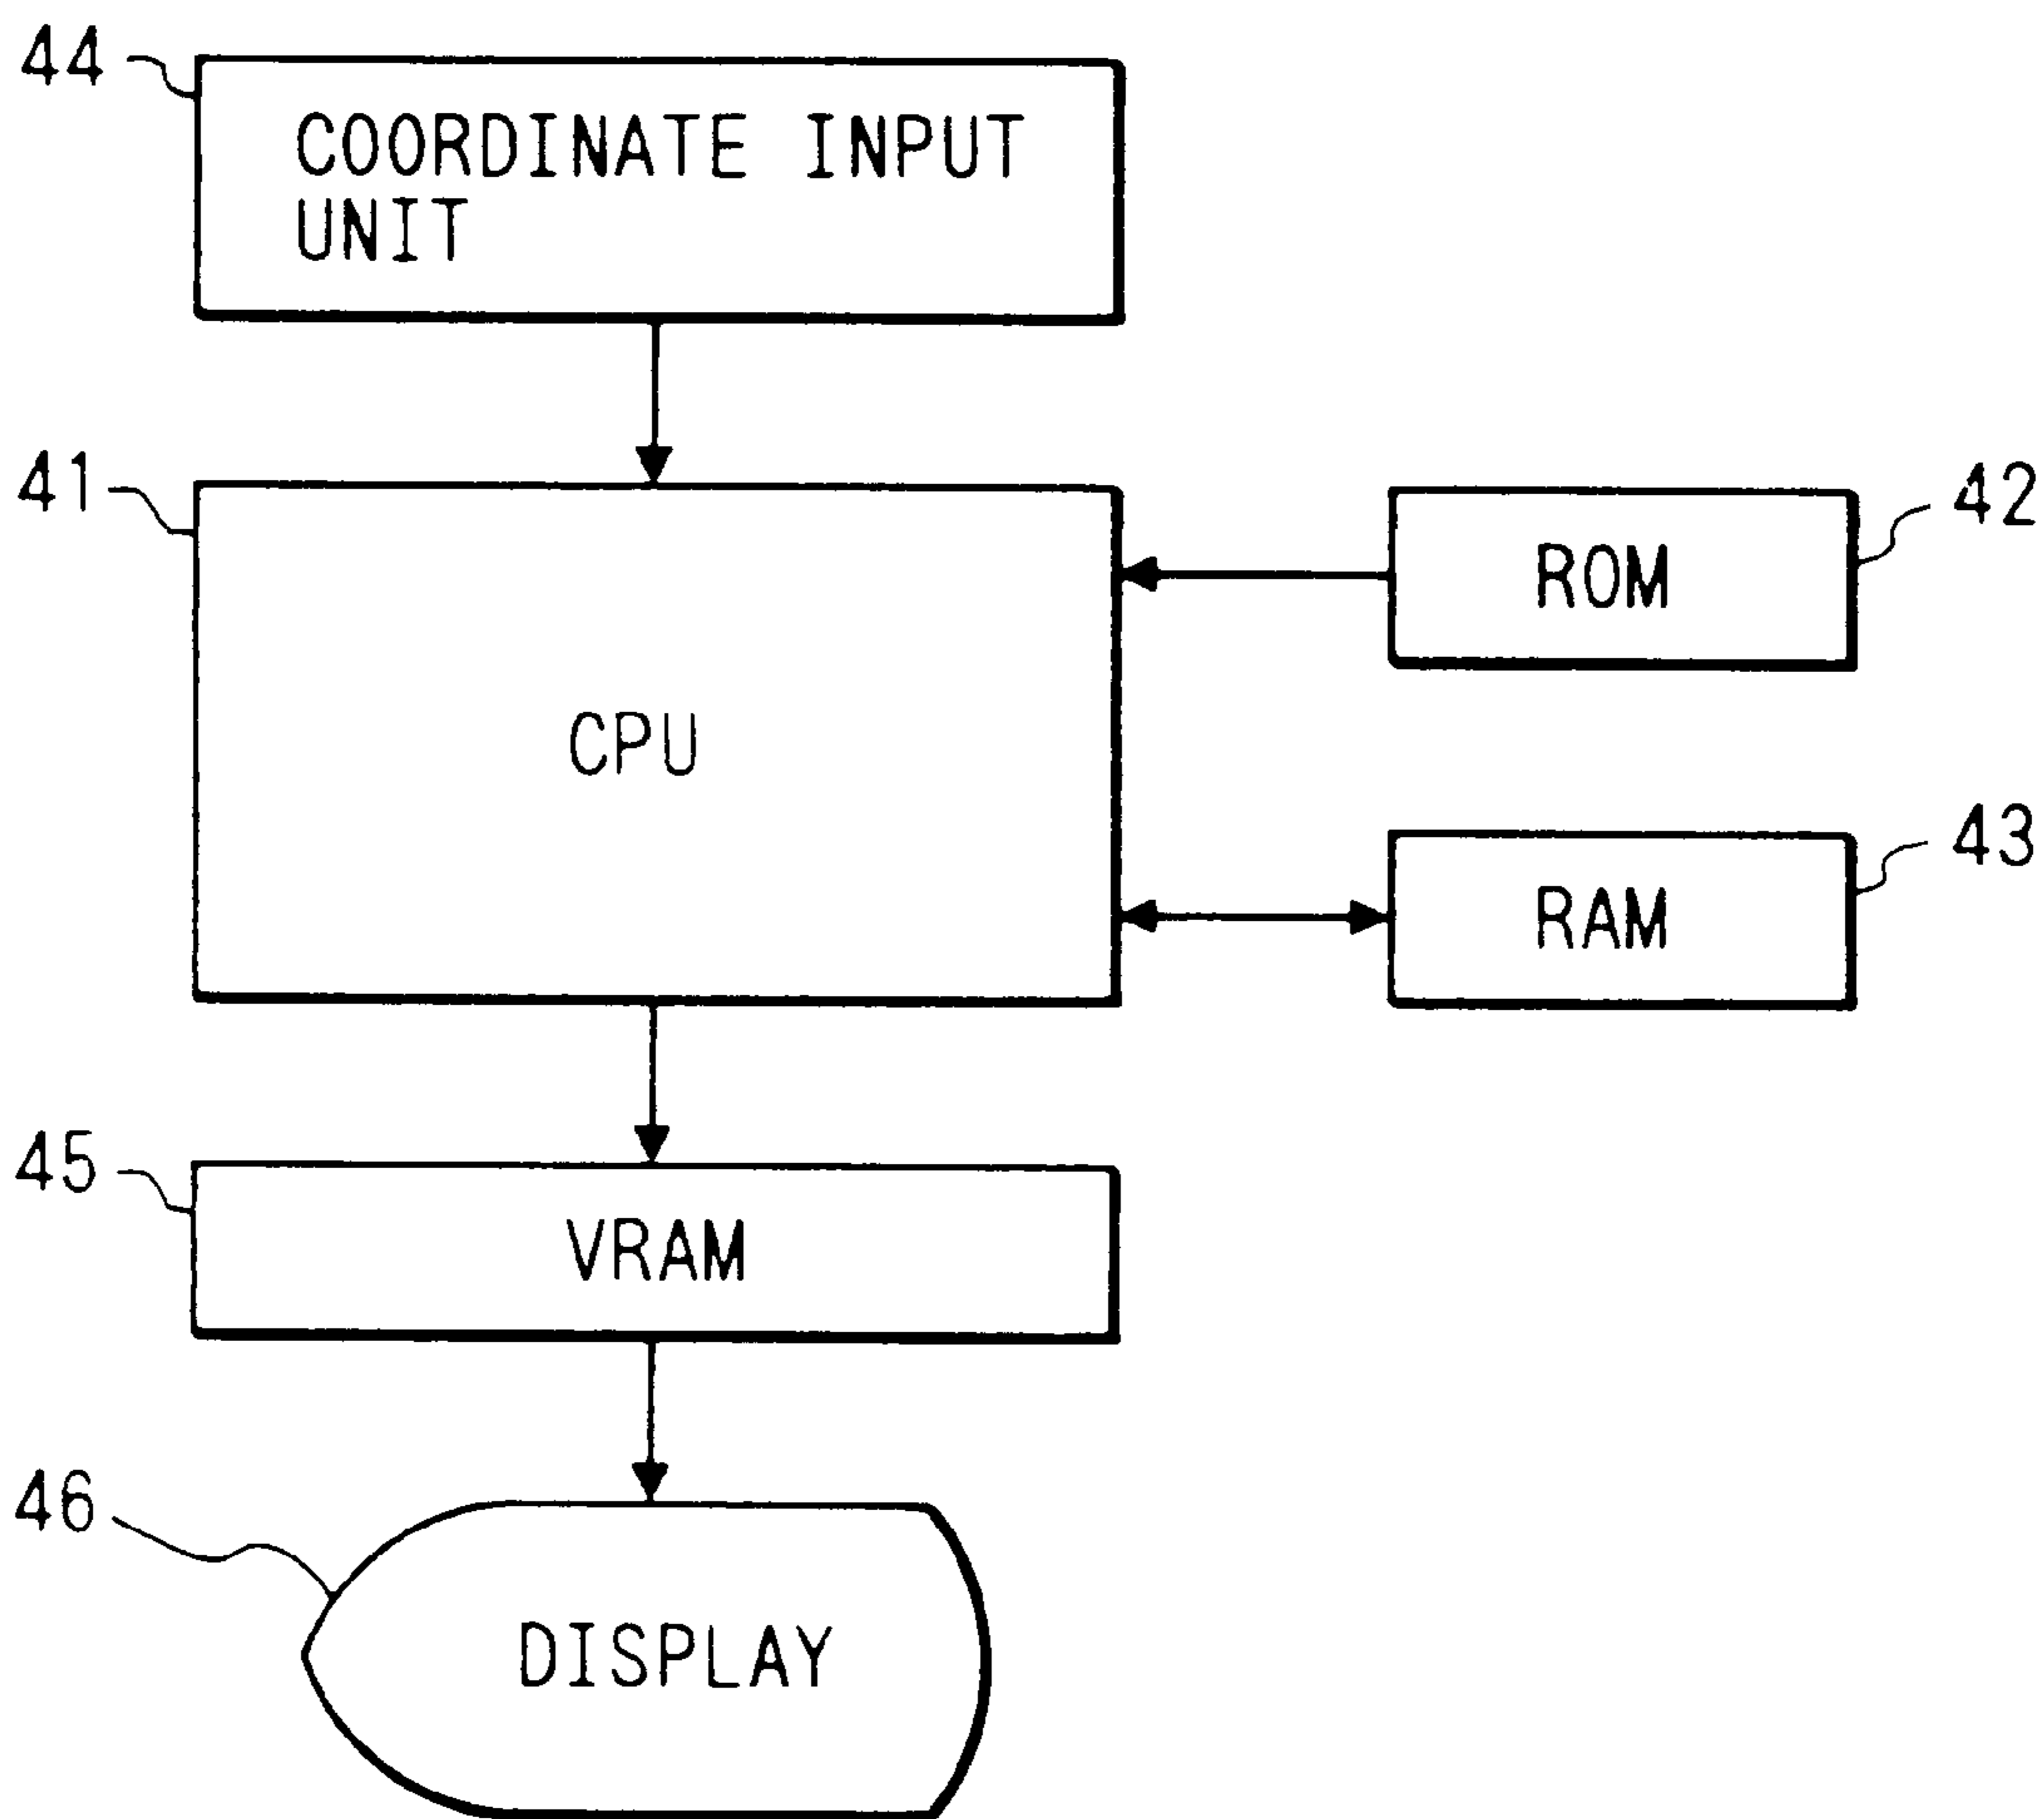 44
COORDINATE INPUT
UNIT
41
CPU
ROM
42
RAM
43
45
VRAM
46
DISPLAY